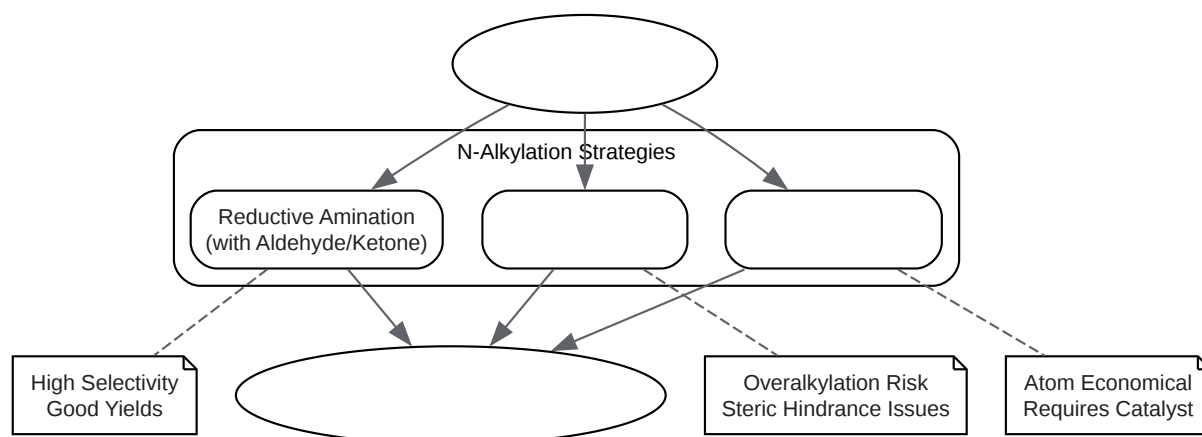 N-Alkylation Strategies
Reductive Amination
(with Aldehyde/Ketone)
High Selectivity
Good Yields
Overalkylation Risk
Steric Hindrance Issues
Atom Economical
Requires Catalyst